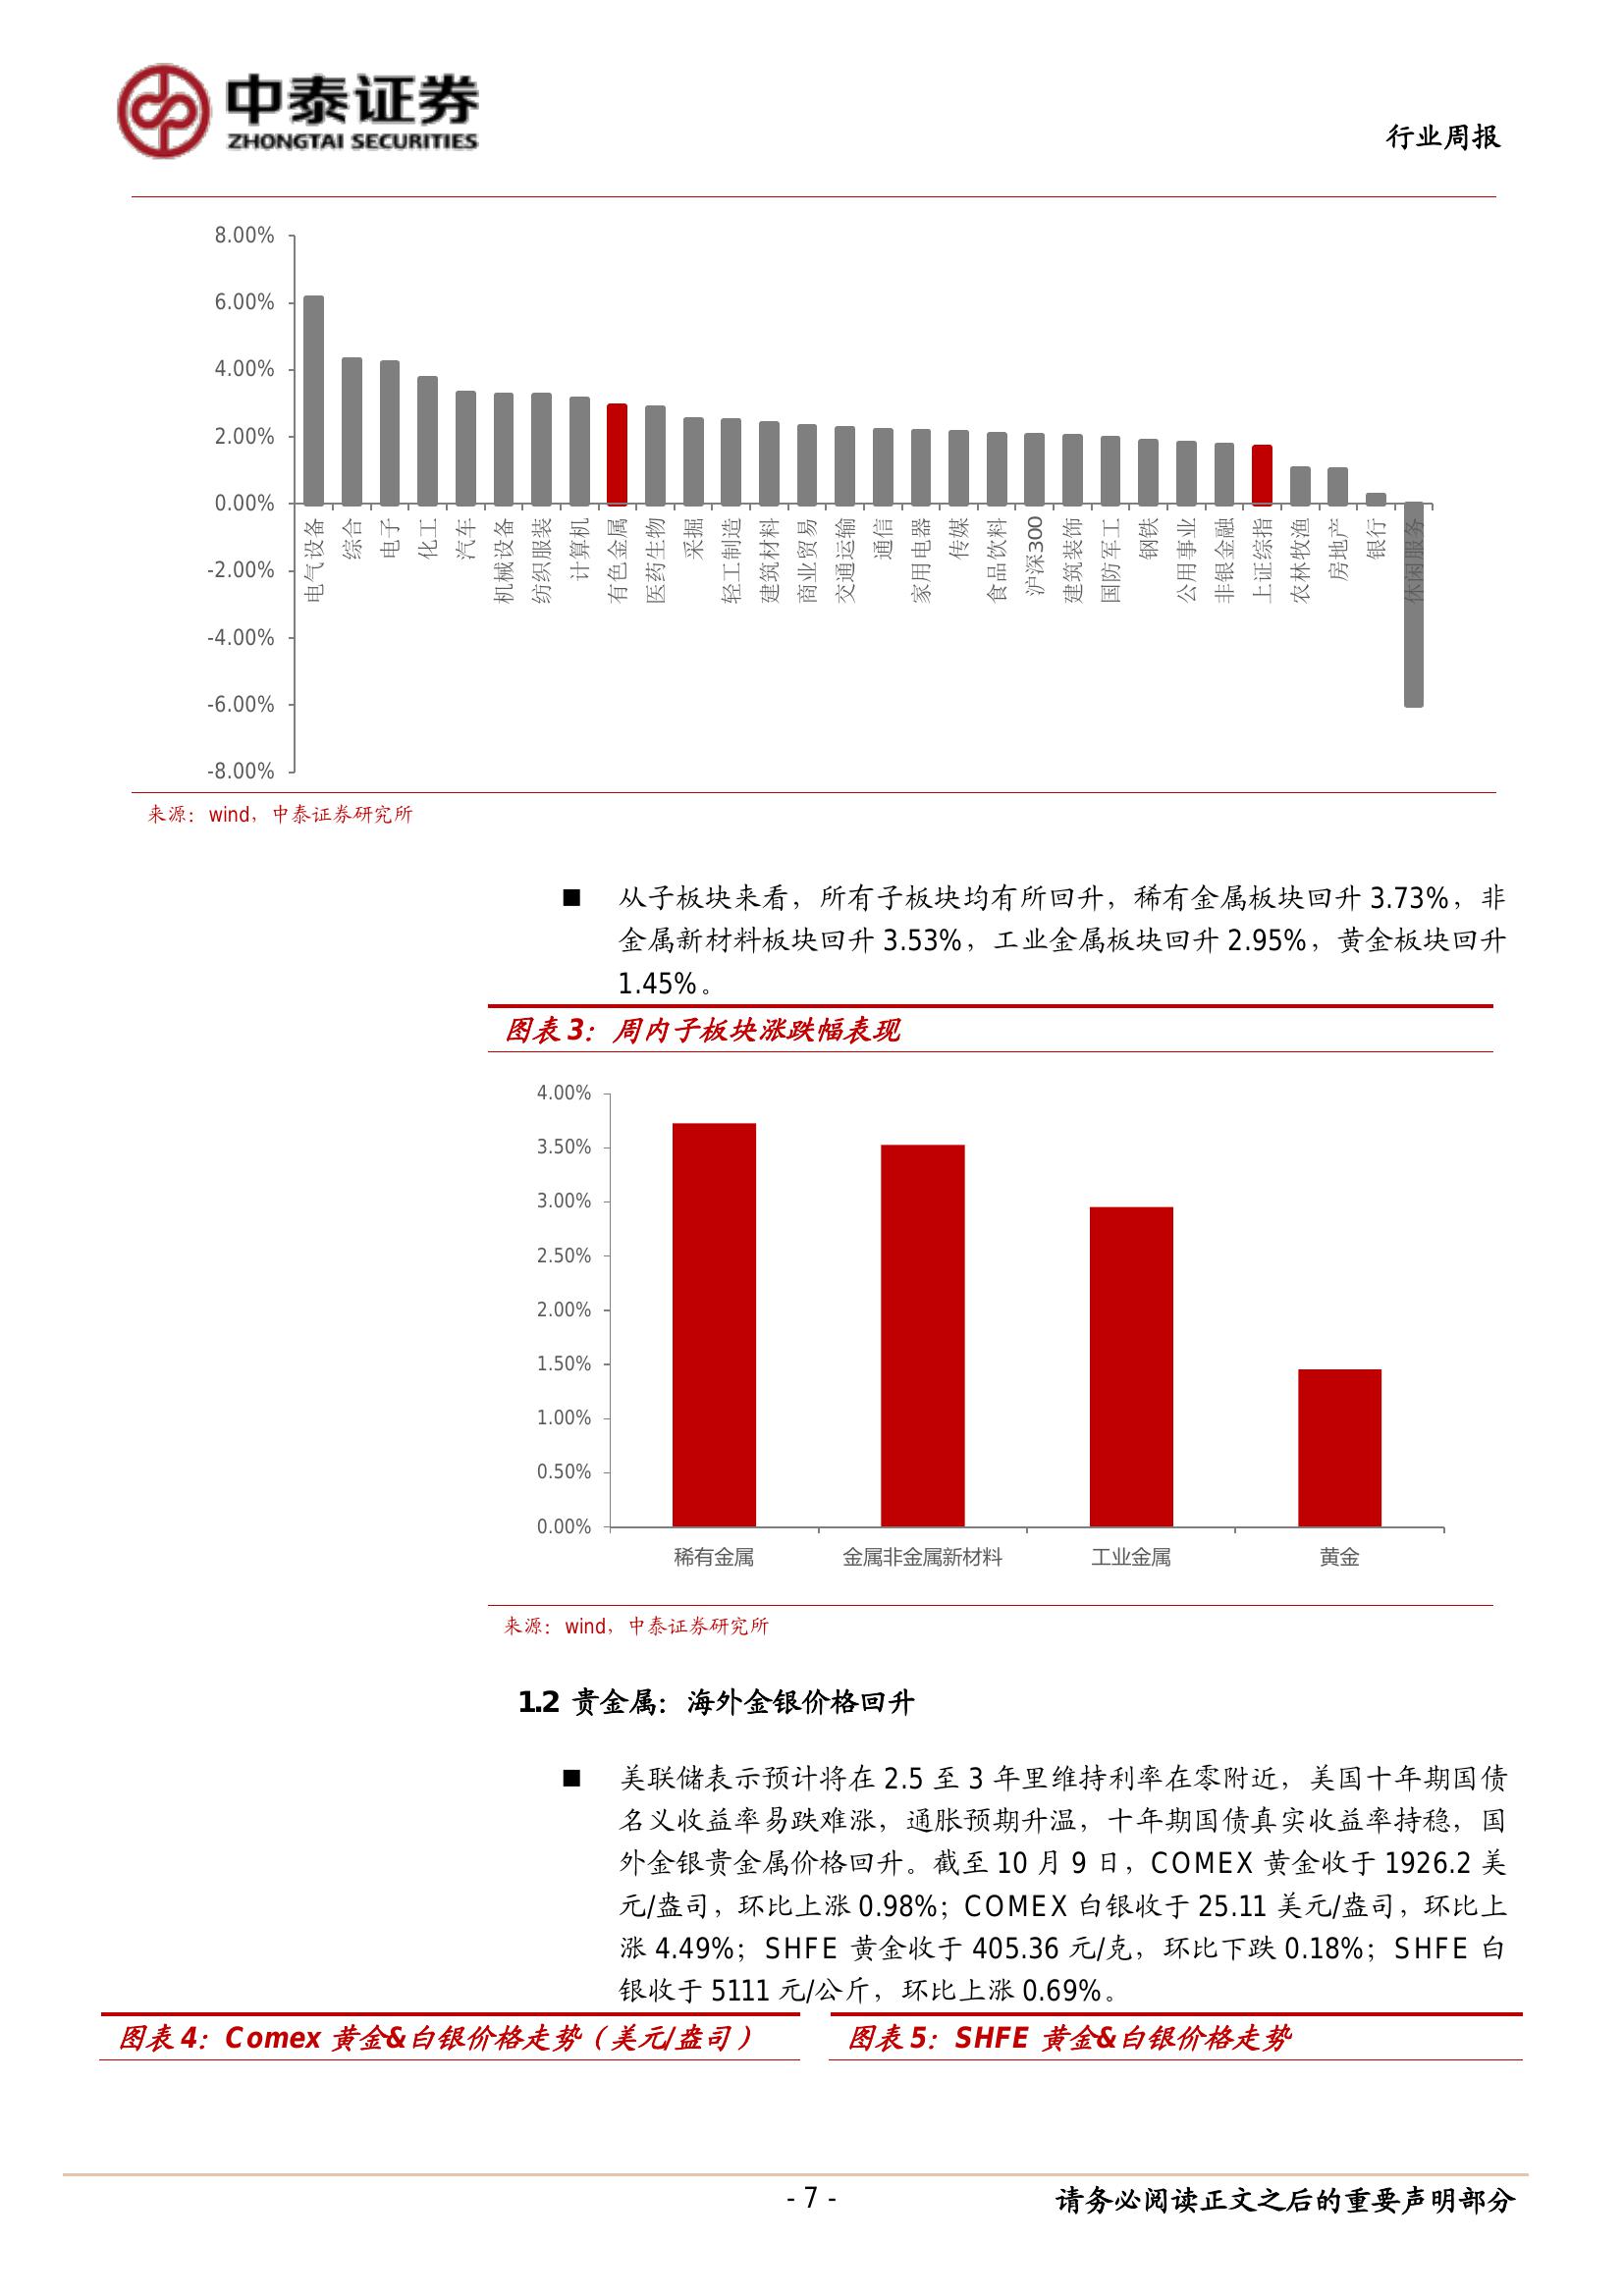 中泰证券
ZHONGTAI SECURITIES
行业周报
8.00%
6.00%
4.00%
2.00%
0.00%
-2.00%
-4.00%
-6.00%
-8.00%
电气设备
综合
电子
化工
汽车
机械设备
纺织服装
计算机
有色金属
医药生物
采掘
轻工制造
建筑材料
商业贸易
交通运输
通信
家用电器
传媒
食品饮料
沪深300
建筑装饰
国防军工
钢铁
公用事业
非银金融
上证综指
农林牧渔
房地产
银行
休闲服务
来源：wind，中泰证券研究所
■ 从子板块来看，所有子板块均有所回升，稀有金属板块回升 3.73%，非
金属新材料板块回升 3.53%，工业金属板块回升 2.95%，黄金板块回升
1.45%。
图表 3：周内子板块涨跌幅表现
4.00%
3.50%
3.00%
2.50%
2.00%
1.50%
1.00%
0.50%
0.00%
稀有金属
金属非金属新材料
工业金属
黄金
来源：wind，中泰证券研究所
1.2 贵金属：海外金银价格回升
■ 美联储表示预计将在 2.5 至 3 年里维持利率在零附近，美国十年期国债
名义收益率易跌难涨，通胀预期升温，十年期国债真实收益率持稳，国
外金银贵金属价格回升。截至 10 月 9 日，COMEX 黄金收于 1926.2 美
元/盎司，环比上涨 0.98%；COMEX 白银收于 25.11 美元/盎司，环比上
涨 4.49%；SHFE 黄金收于 405.36 元/克，环比下跌 0.18%；SHFE 白
银收于 5111 元/公斤，环比上涨 0.69%。
图表 4：Comex 黄金&白银价格走势（美元/盎司）
图表 5：SHFE 黄金&白银价格走势
- 7 -
请务必阅读正文之后的重要声明部分